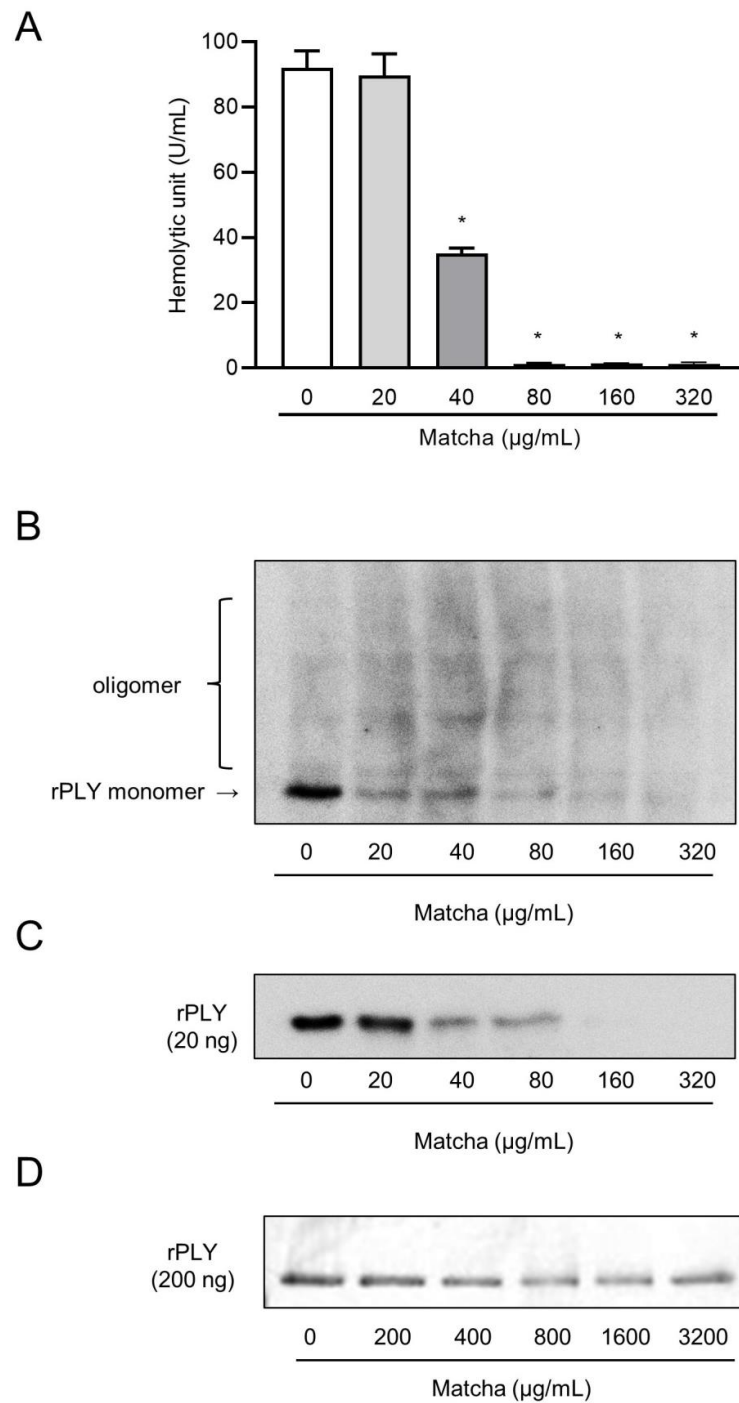 A
Hemolytic unit (U/mL)
100
80
60
40
20
0
*
* * *
0 20 40 80 160 320
Matcha (µg/mL)
B
oligomer
rPLY monomer →
0 20 40 80 160 320
Matcha (µg/mL)
C
rPLY
(20 ng)
0 20 40 80 160 320
Matcha (µg/mL)
D
rPLY
(200 ng)
0 200 400 800 1600 3200
Matcha (µg/mL)